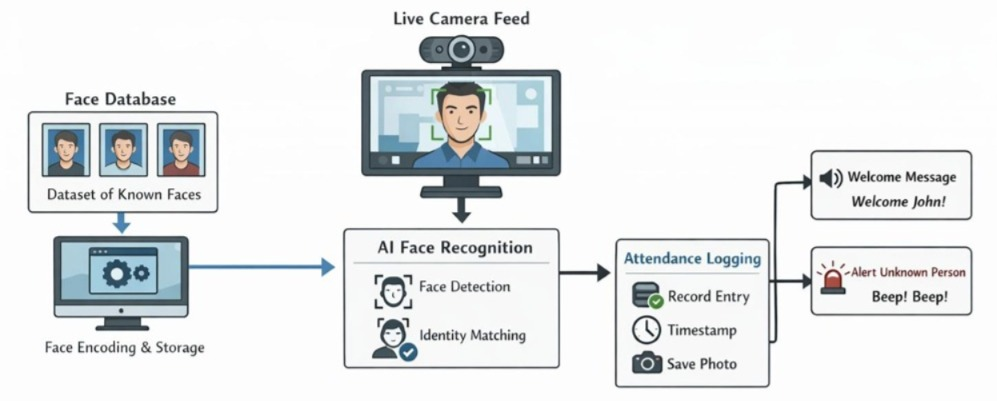 Live Camera Feed
Face Database
Dataset of Known Faces
Face Encoding & Storage
AI Face Recognition
Face Detection
Identity Matching
Attendance Logging
Record Entry
Timestamp
Save Photo
Welcome Message
Welcome John!
Alert Unknown Person
Beep! Beep!